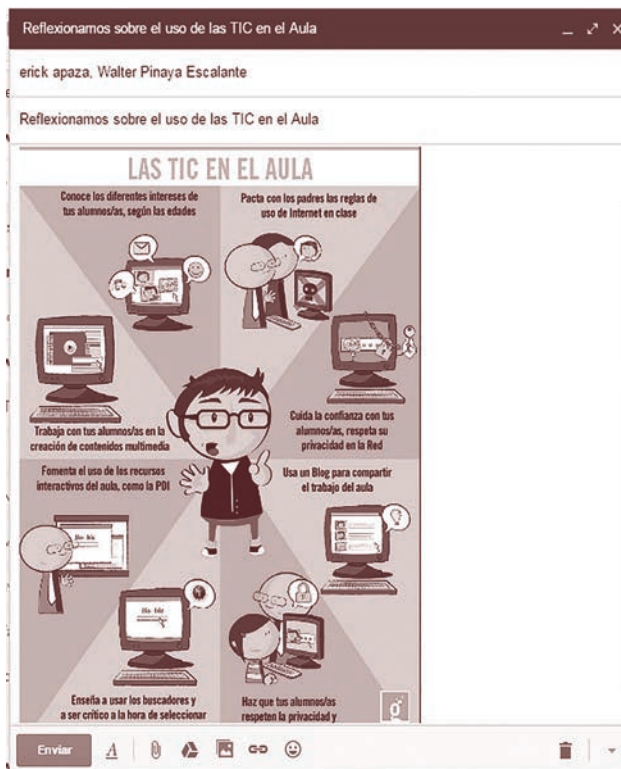 Reflexionamos sobre el uso de las TIC en el Aula
erick apaza, Walter Pinaya Escalante
Reflexionamos sobre el uso de las TIC en el Aula
LAS TIC EN EL AULA
Conoce los diferentes intereses de
tus alumnos/as, según las edades
Pacta con los padres las reglas de
uso de Internet en clase
Trabaja con tus alumnos/as en la
creación de contenidos multimedia
Cuida la confianza con tus
alumnos/as, respeta su
privacidad en la Red
Fomenta el uso de los recursos
interactivos del aula, como la PDI
Usa un Blog para compartir
el trabajo del aula
Enseña a usar los buscadores y
a ser crítico a la hora de seleccionar
Haz que tus alumnos/as
respeten la privacidad y
g
Enviar